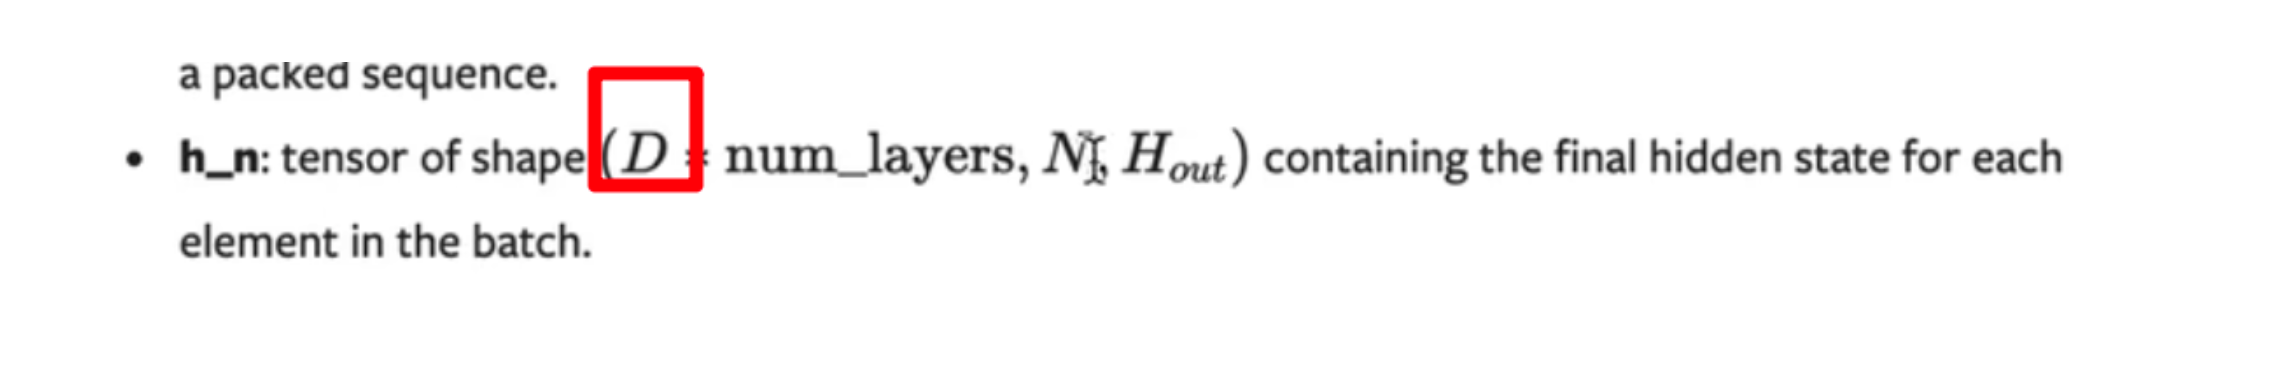 a packed sequence.
• h_n: tensor of shape (D * num_layers, N, H_out) containing the final hidden state for each
element in the batch.